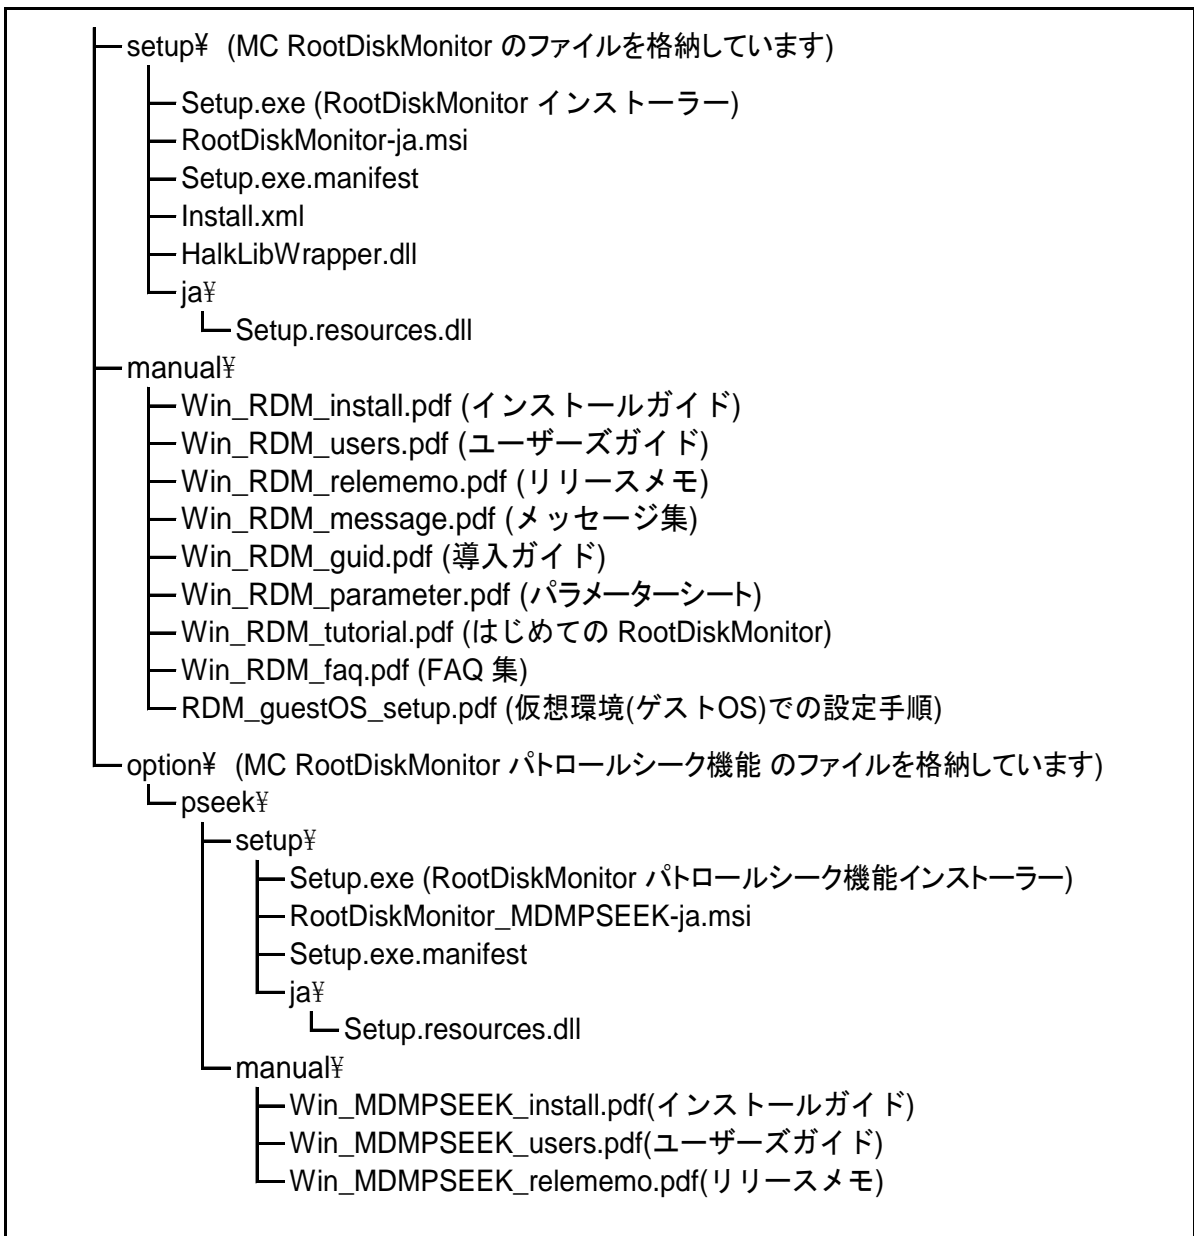 setup¥ (MC RootDiskMonitor のファイルを格納しています)
Setup.exe (RootDiskMonitor インストーラー)
RootDiskMonitor-ja.msi
Setup.exe.manifest
Install.xml
HalkLibWrapper.dll
ja¥
Setup.resources.dll
manual¥
Win_RDM_install.pdf (インストールガイド)
Win_RDM_users.pdf (ユーザーズガイド)
Win_RDM_relememo.pdf (リリースメモ)
Win_RDM_message.pdf (メッセージ集)
Win_RDM_guid.pdf (導入ガイド)
Win_RDM_parameter.pdf (パラメーターシート)
Win_RDM_tutorial.pdf (はじめての RootDiskMonitor)
Win_RDM_faq.pdf (FAQ 集)
RDM_guestOS_setup.pdf (仮想環境(ゲストOS)での設定手順)
option¥ (MC RootDiskMonitor パトロールシーク機能 のファイルを格納しています)
pseek¥
setup¥
Setup.exe (RootDiskMonitor パトロールシーク機能インストーラー)
RootDiskMonitor_MDMPSEEK-ja.msi
Setup.exe.manifest
ja¥
Setup.resources.dll
manual¥
Win_MDMPSEEK_install.pdf(インストールガイド)
Win_MDMPSEEK_users.pdf(ユーザーズガイド)
Win_MDMPSEEK_relememo.pdf(リリースメモ)